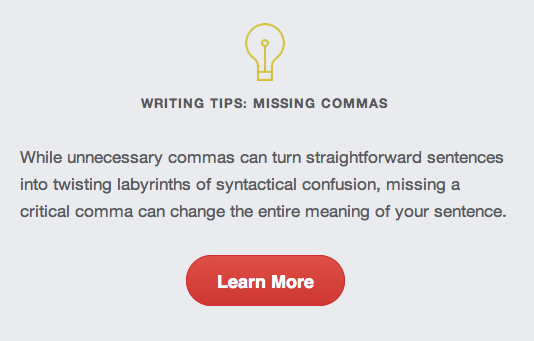 WRITING TIPS: MISSING COMMAS
While unnecessary commas can turn straightforward sentences
into twisting labyrinths of syntactical confusion, missing a
critical comma can change the entire meaning of your sentence.
Learn More